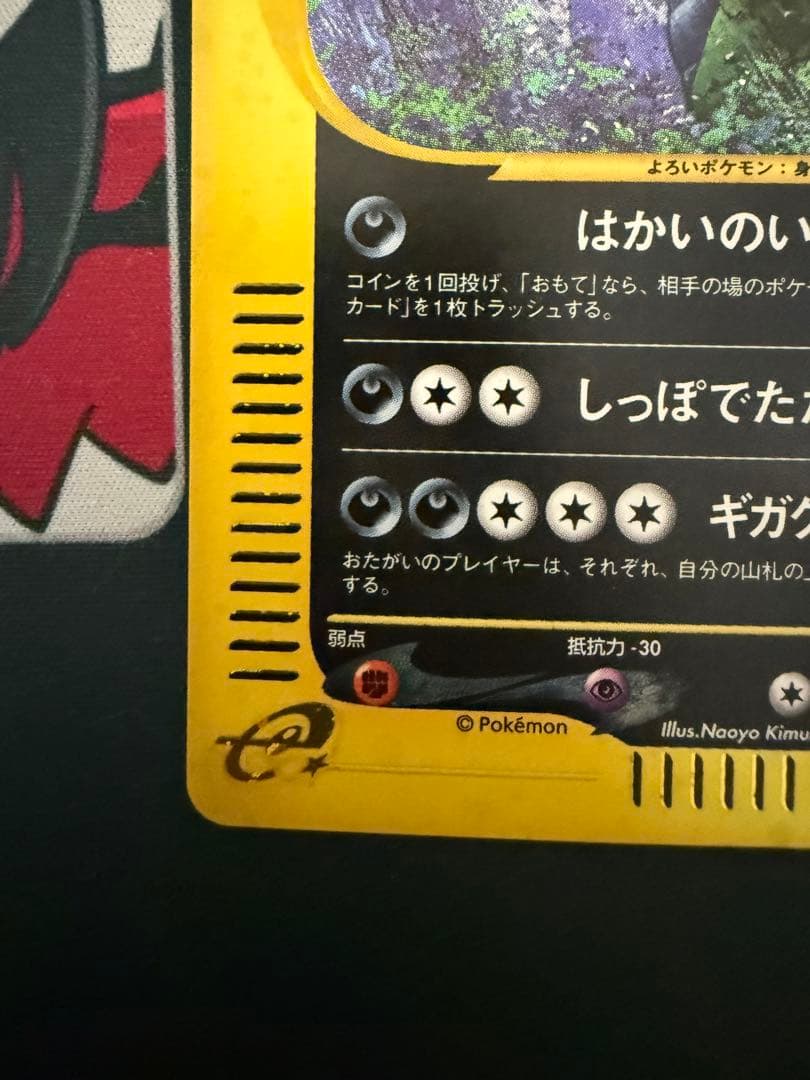 よろいポケモン：身
はかいのい
コインを1回投げ、「おもて」なら、相手の場のポケ
カード」を1枚トラッシュする。
しっぽでたた
ギガク
おたがいのプレイヤーは、それぞれ、自分の山札の上
する。
弱点
抵抗力 -30
© Pokémon
Illus.Naoyo Kimu
e